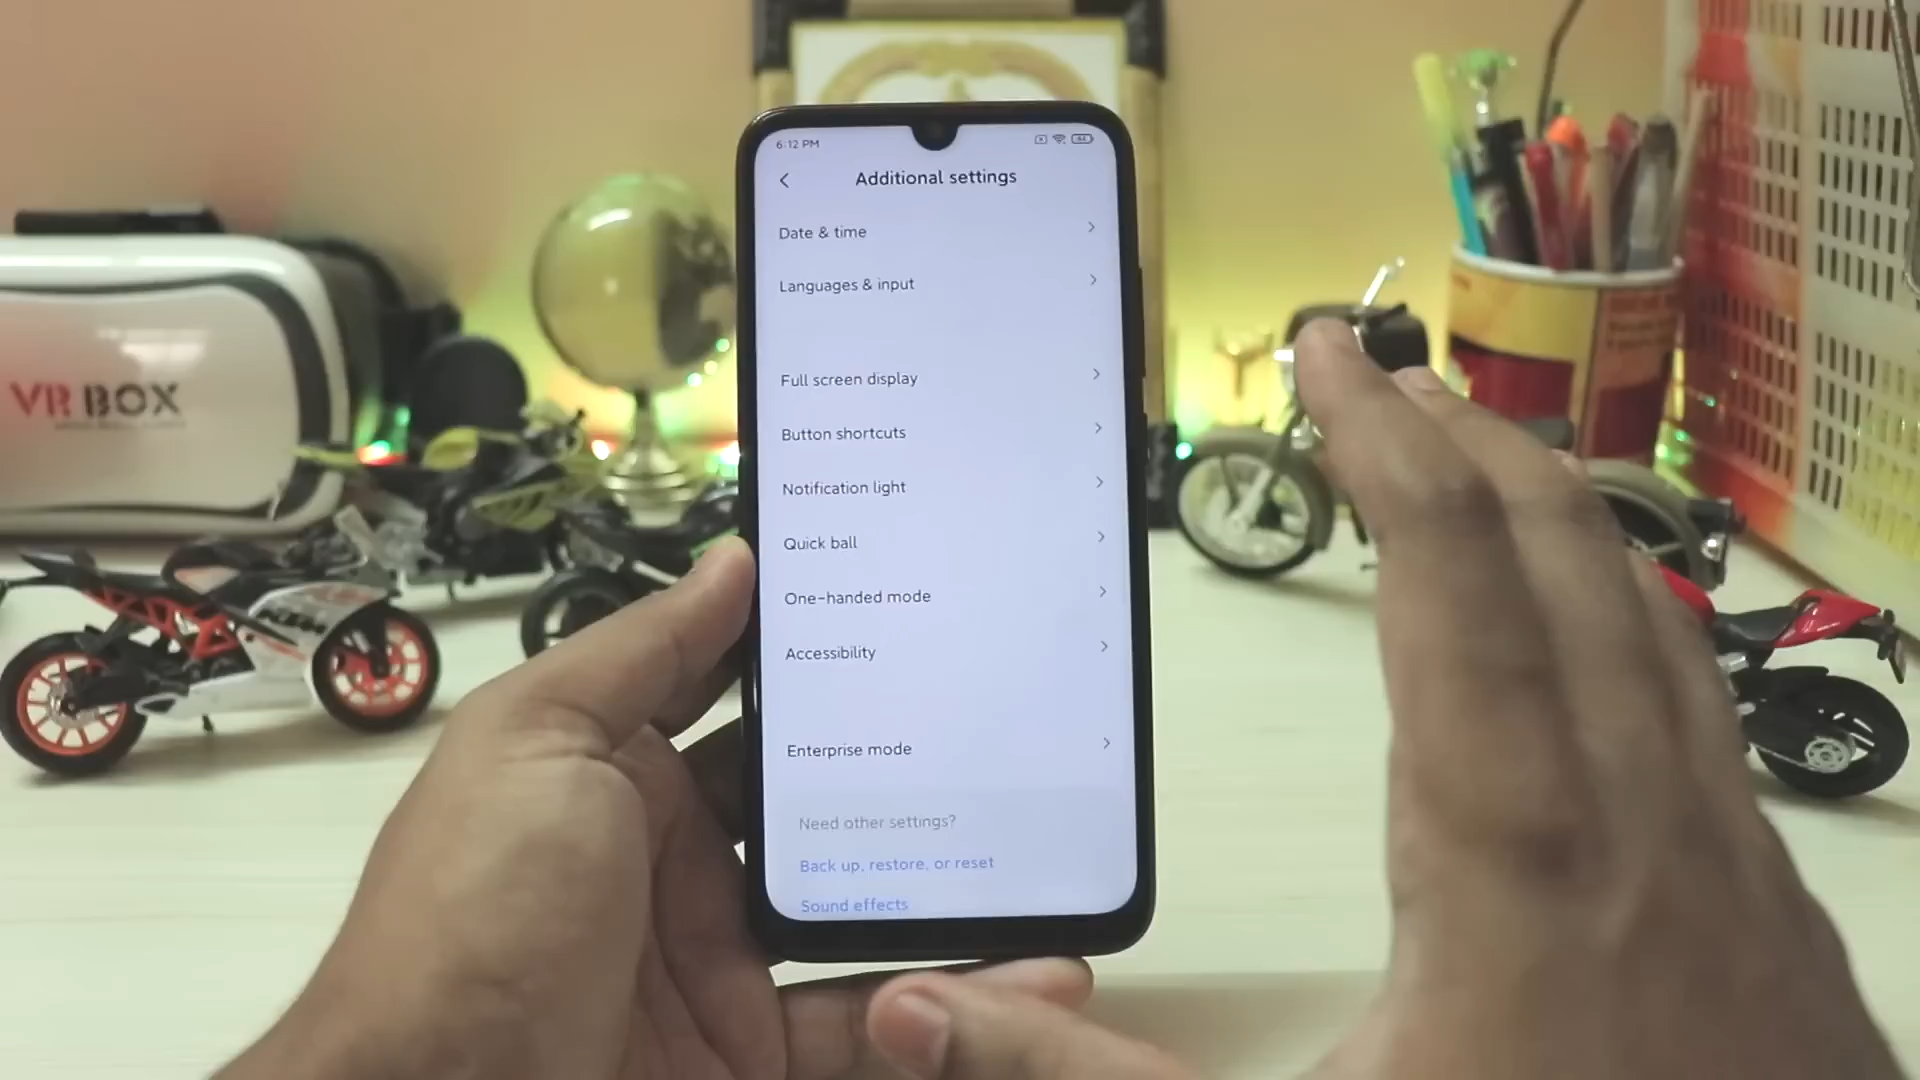 6:12 PM
Additional settings
Date & time
Languages & input
Full screen display
Button shortcuts
Notification light
Quick ball
One-handed mode
Accessibility
Enterprise mode
Need other settings?
Back up, restore, or reset
Sound effects
VR BOX
KTM